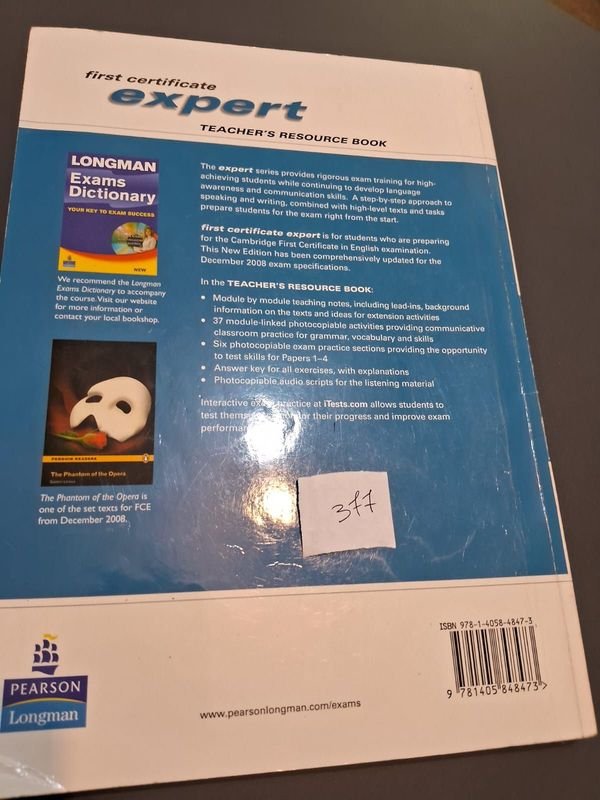 first certificate
expert
TEACHER'S RESOURCE BOOK
LONGMAN
Exams
Dictionary
YOUR KEY TO EXAM SUCCESS
NEW
We recommend the Longman
Exams Dictionary to accompany
the course. Visit our website
for more information or
contact your local bookshop.
PENGUIN READERS
The Phantom of the Opera
Gaston Leroux
The Phantom of the Opera is
one of the set texts for FCE
from December 2008.
The expert series provides rigorous exam training for high-
achieving students while continuing to develop language
awareness and communication skills. A step-by-step approach to
speaking and writing, combined with high-level texts and tasks
prepare students for the exam right from the start.
first certificate expert is for students who are preparing
for the Cambridge First Certificate in English examination.
This New Edition has been comprehensively updated for the
December 2008 exam specifications.
In the TEACHER'S RESOURCE BOOK:
• Module by module teaching notes, including lead-ins, background
information on the texts and ideas for extension activities
• 37 module-linked photocopiable activities providing communicative
classroom practice for grammar, vocabulary and skills
• Six photocopiable exam practice sections providing the opportunity
to test skills for Papers 1–4
• Answer key for all exercises, with explanations
• Photocopiable audio scripts for the listening material
Interactive exam practice at iTests.com allows students to
test their progress and improve exam
377
PEARSON
Longman
www.pearsonlongman.com/exams
ISBN 978-1-4058-4847-3
9 781405 848473 >